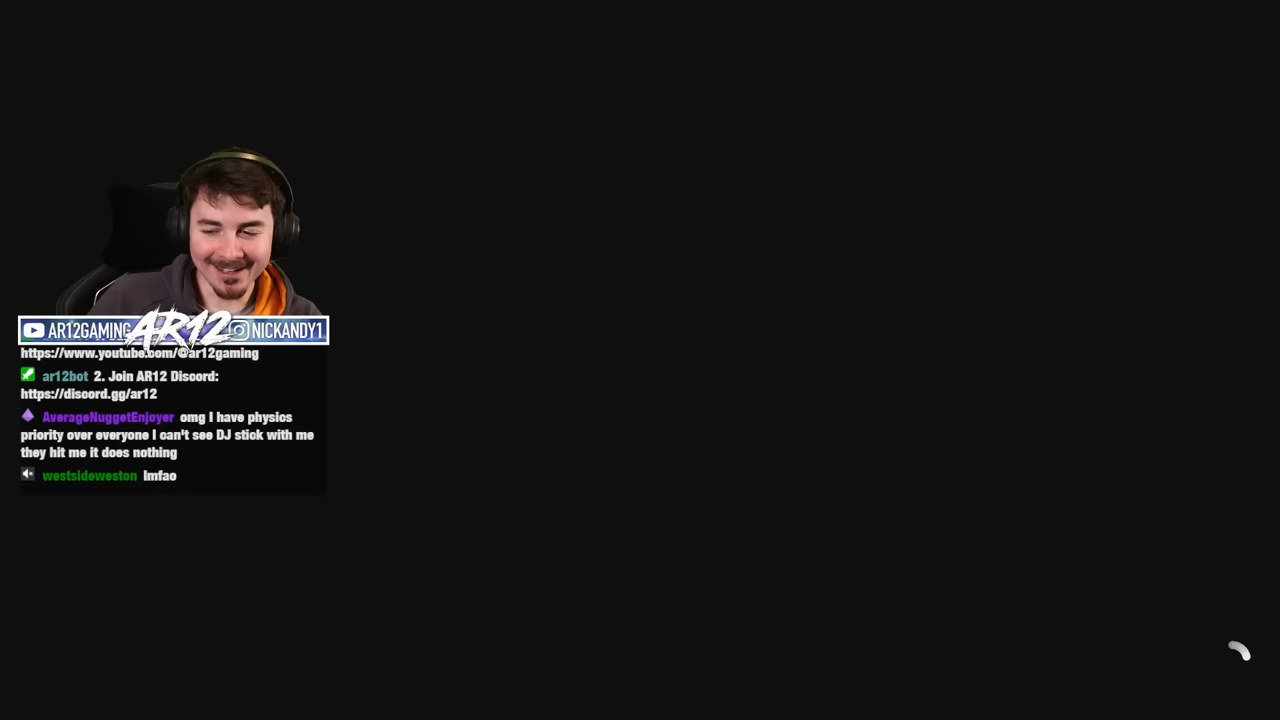 AR12GAMING AR12 NICKANDY1
https://www.youtube.com/@ar12gaming
ar12bot 2. Join AR12 Discord:
https://discord.gg/ar12
AverageNuggetEnjoyer omg I have physics
priority over everyone I can't see DJ stick with me
they hit me it does nothing
westsideweston lmfao